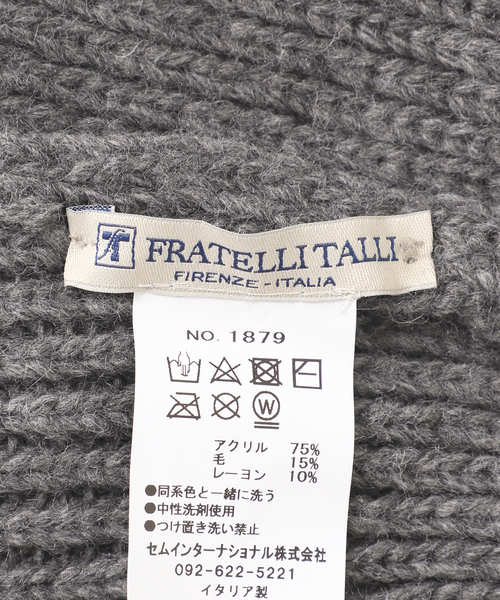 FRATELLI TALLI
FIRENZE - ITALIA
NO. 1879
W
アクリル 75%
毛 15%
レーヨン 10%
●同系色と一緒に洗う
●中性洗剤使用
●つけ置き洗い禁止
セムインターナショナル株式会社
092-622-5221
イタリア製